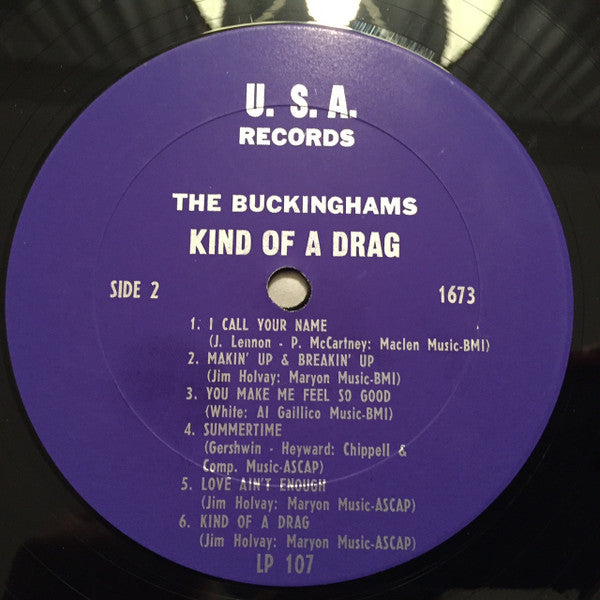 U. S. A.
RECORDS
THE BUCKINGHAMS
KIND OF A DRAG
SIDE 2
1673
1. I CALL YOUR NAME
(J. Lennon - P. McCartney: Maclen Music-BMI)
2. MAKIN' UP & BREAKIN' UP
(Jim Holvay: Maryon Music-BMI)
3. YOU MAKE ME FEEL SO GOOD
(White: Al Gaillico Music-BMI)
4. SUMMERTIME
(Gershwin - Heyward: Chippell &
Comp. Music-ASCAP)
5. LOVE AIN'T ENOUGH
(Jim Holvay: Maryon Music-ASCAP)
6. KIND OF A DRAG
(Jim Holvay: Maryon Music-ASCAP)
LP 107